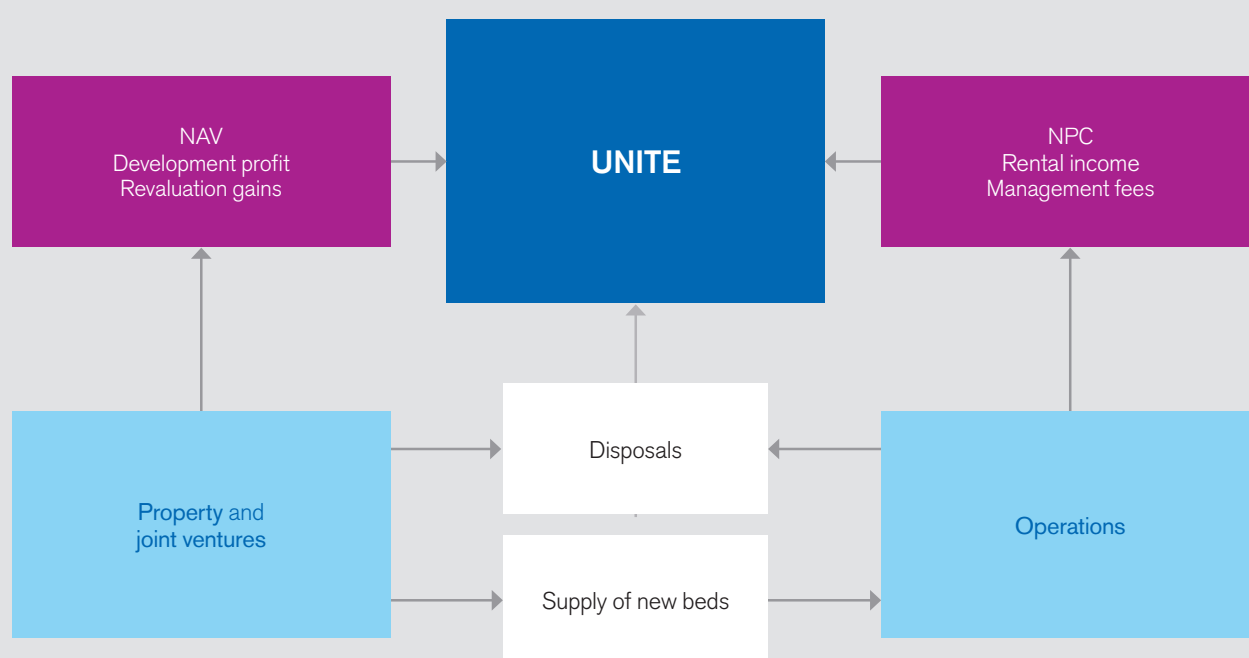 NAV
Development profit
Revaluation gains
UNITE
NPC
Rental income
Management fees
Disposals
Property and
joint ventures
Operations
Supply of new beds